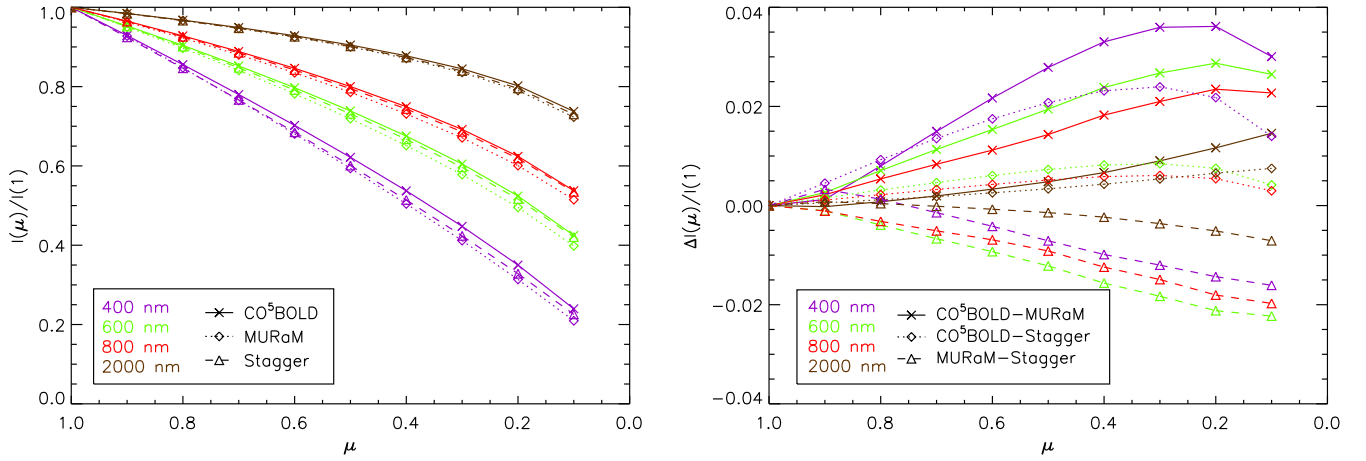 1.0
0.8
0.6
0.4
0.2
0.0
I(μ)/I(1)
1.0 0.8 0.6 0.4 0.2 0.0
μ
400 nm
600 nm
800 nm
2000 nm
CO⁵BOLD
MURaM
Stagger
0.04
0.02
0.00
−0.02
−0.04
ΔI(μ)/I(1)
1.0 0.8 0.6 0.4 0.2 0.0
μ
400 nm
600 nm
800 nm
2000 nm
CO⁵BOLD−MURaM
CO⁵BOLD−Stagger
MURaM−Stagger